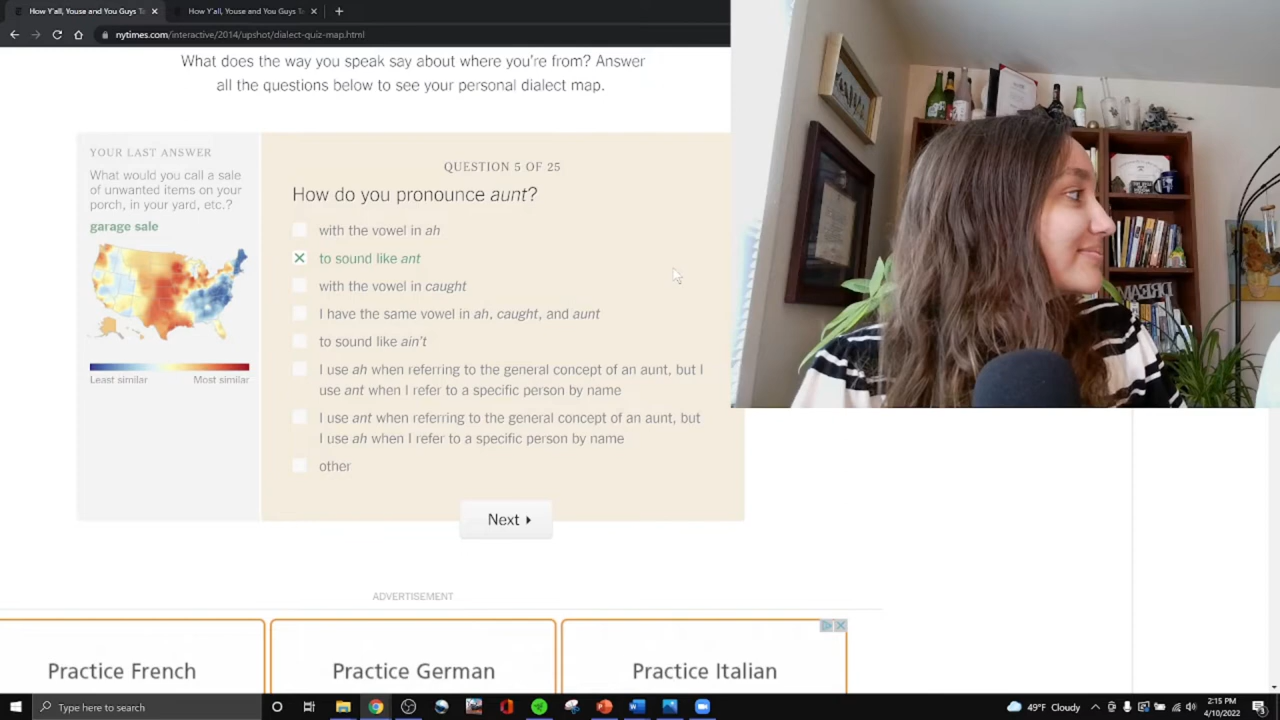 How Y'all, Youse and You Guys Ta
How Y'all, Youse and You Guys Ta
nytimes.com/interactive/2014/upshot/dialect-quiz-map.html
What does the way you speak say about where you're from? Answer
all the questions below to see your personal dialect map.
YOUR LAST ANSWER
What would you call a sale
of unwanted items on your
porch, in your yard, etc.?
garage sale
Least similar
Most similar
QUESTION 5 OF 25
How do you pronounce aunt?
with the vowel in ah
to sound like ant
with the vowel in caught
I have the same vowel in ah, caught, and aunt
to sound like ain't
I use ah when referring to the general concept of an aunt, but I
use ant when I refer to a specific person by name
I use ant when referring to the general concept of an aunt, but
I use ah when I refer to a specific person by name
other
Next
DREAM
ADVERTISEMENT
Practice French
Practice German
Practice Italian
Type here to search
49°F Cloudy
2:15 PM
4/10/2022